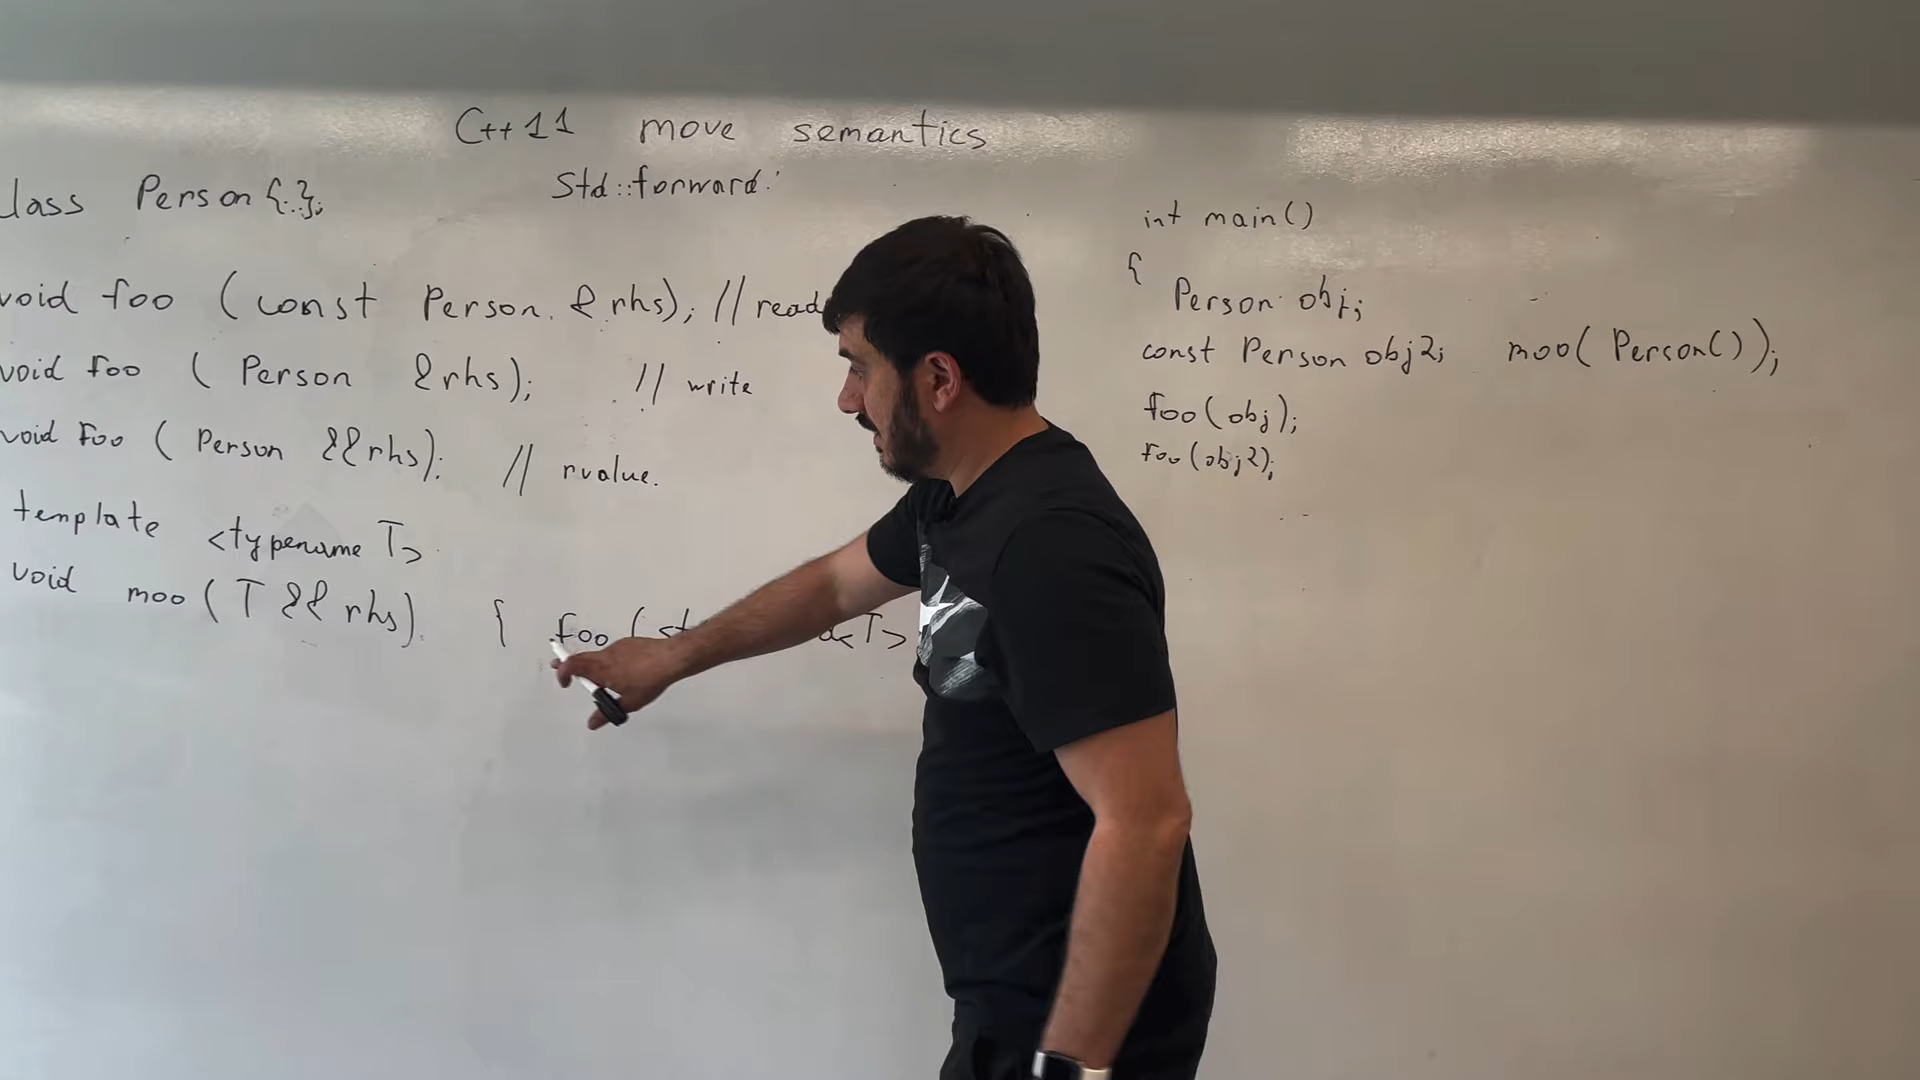 C++11 move semantics
std::forward
lass Person{..};
void foo (const Person & rhs); // read
void foo ( Person & rhs); // write
void foo ( Person && rhs); // rvalue.
template <typename T>
void moo ( T && rhs) { foo ( st <T>
int main()
{
Person obj;
const Person obj2; moo( Person());
foo(obj);
foo(obj2);